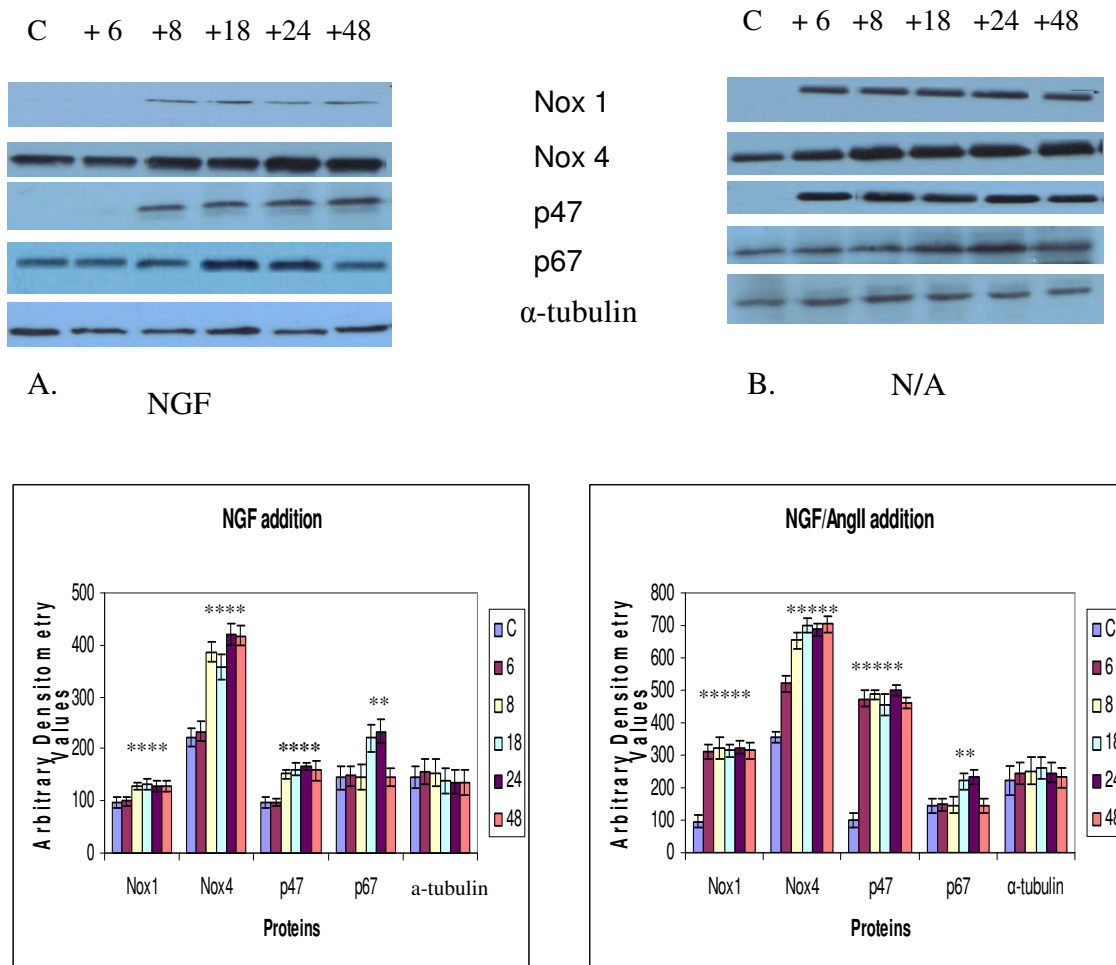 C + 6 +8 +18 +24 +48
C + 6 +8 +18 +24 +48
Nox 1
Nox 4
p47
p67
α-tubulin
A.
NGF
B.
N/A
NGF addition
Arbitrary Densitometry
Values
500
400
300
200
100
0
****
****
****
**
Nox1 Nox4 p47 p67 a-tubulin
Proteins
C
6
8
18
24
48
NGF/AngII addition
Arbitrary Densitometry
Values
800
700
600
500
400
300
200
100
0
*****
*****
*****
**
Nox1 Nox4 p47 p67 α-tubulin
Proteins
C
6
8
18
24
48